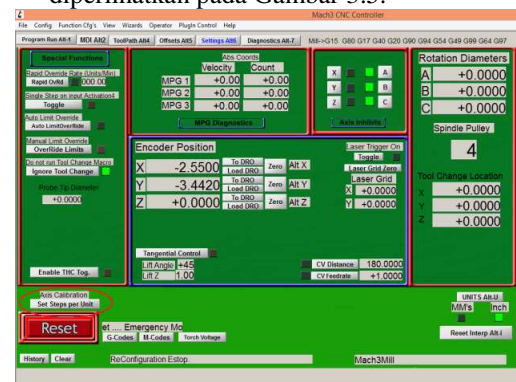 diperlihatkan pada Gambar 3.3.
Mach3 CNC Controller
File Config Function Cfg's View Wizards Operator PlugIn Control Help
Program Run Alt-1 MDI Alt2 ToolPath Alt4 Offsets Alt5 Settings Alt6 Diagnostics Alt-7 Mill->G15 G80 G17 G40 G20 G90 G94 G54 G49 G99 G64 G97
Special Functions
Rapid Override Rate (Units/Min)
Rapid OvRd 000.00
Single Step on input Activation4
Toggle
Auto Limit Override
Auto LimitOverRide
Manual Limit Override
OverRide Limits
Do not run Tool Change Macro
Ignore Tool Change
Probe Tip Diameter
+0.0000
Enable THC Tog.
Abs Coords
Velocity Count
MPG 1 +0.00 +0.00
MPG 2 +0.00 +0.00
MPG 3 +0.00 +0.00
MPG Diagnostics
X A
Y B
Z C
Axis Inhibits
Rotation Diameters
A +0.0000
B +0.0000
C +0.0000
Spindle Pulley
4
Tool Change Location
X +0.0000
Y +0.0000
Z +0.0000
Encoder Position
X -2.5500 To DRO Load DRO Zero Alt X
Y -3.4420 To DRO Load DRO Zero Alt Y
Z +0.0000 To DRO Load DRO Zero Alt Z
Laser Trigger On
Toggle
Laser Grid Zero
Laser Grid
X +0.0000
Y +0.0000
Tangential Control
Lift Angle +45
Lift Z 1.00
CV Distance 180.0000
CV Feedrate +1.0000
Axis Calibration
Set Steps per Unit
UNITS Alt-U
MM's Inch
Reset
et .... Emergency Mo
G-Codes M-Codes Torch Voltage
Reset Interp Alt-i
History Clear ReConfiguration Estop. Mach3Mill